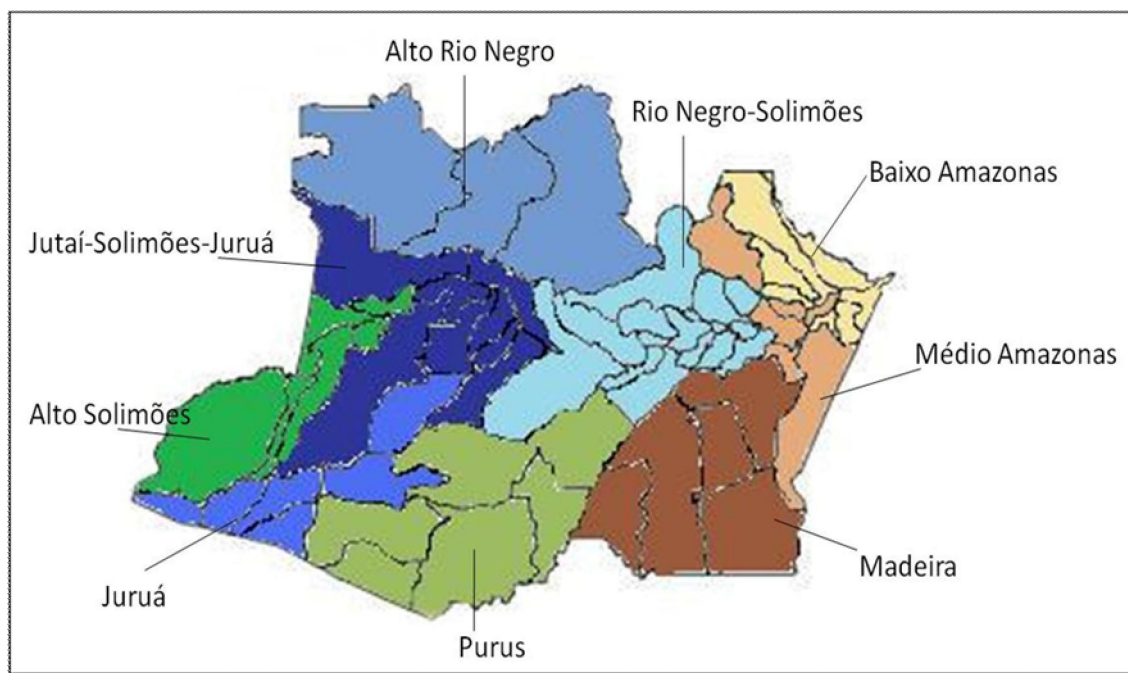 Alto Rio Negro
Rio Negro-Solimões
Baixo Amazonas
Jutaí-Solimões-Juruá
Médio Amazonas
Alto Solimões
Madeira
Juruá
Purus